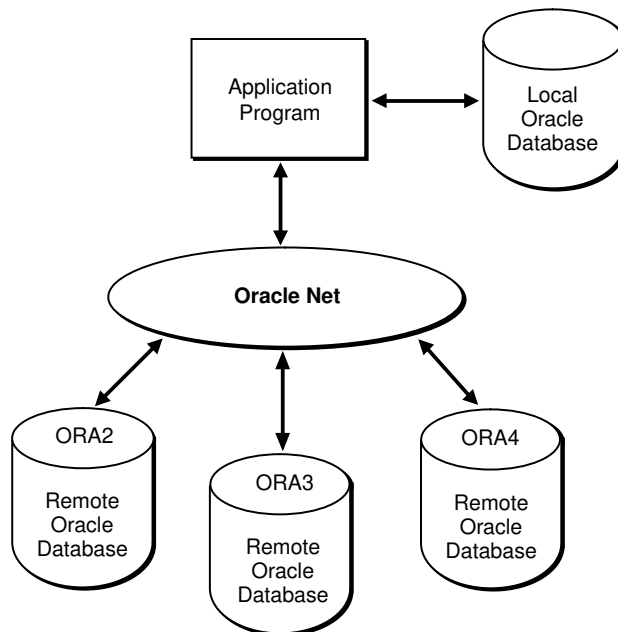 Application
Program
Local
Oracle
Database
Oracle Net
ORA2
Remote
Oracle
Database
ORA3
Remote
Oracle
Database
ORA4
Remote
Oracle
Database